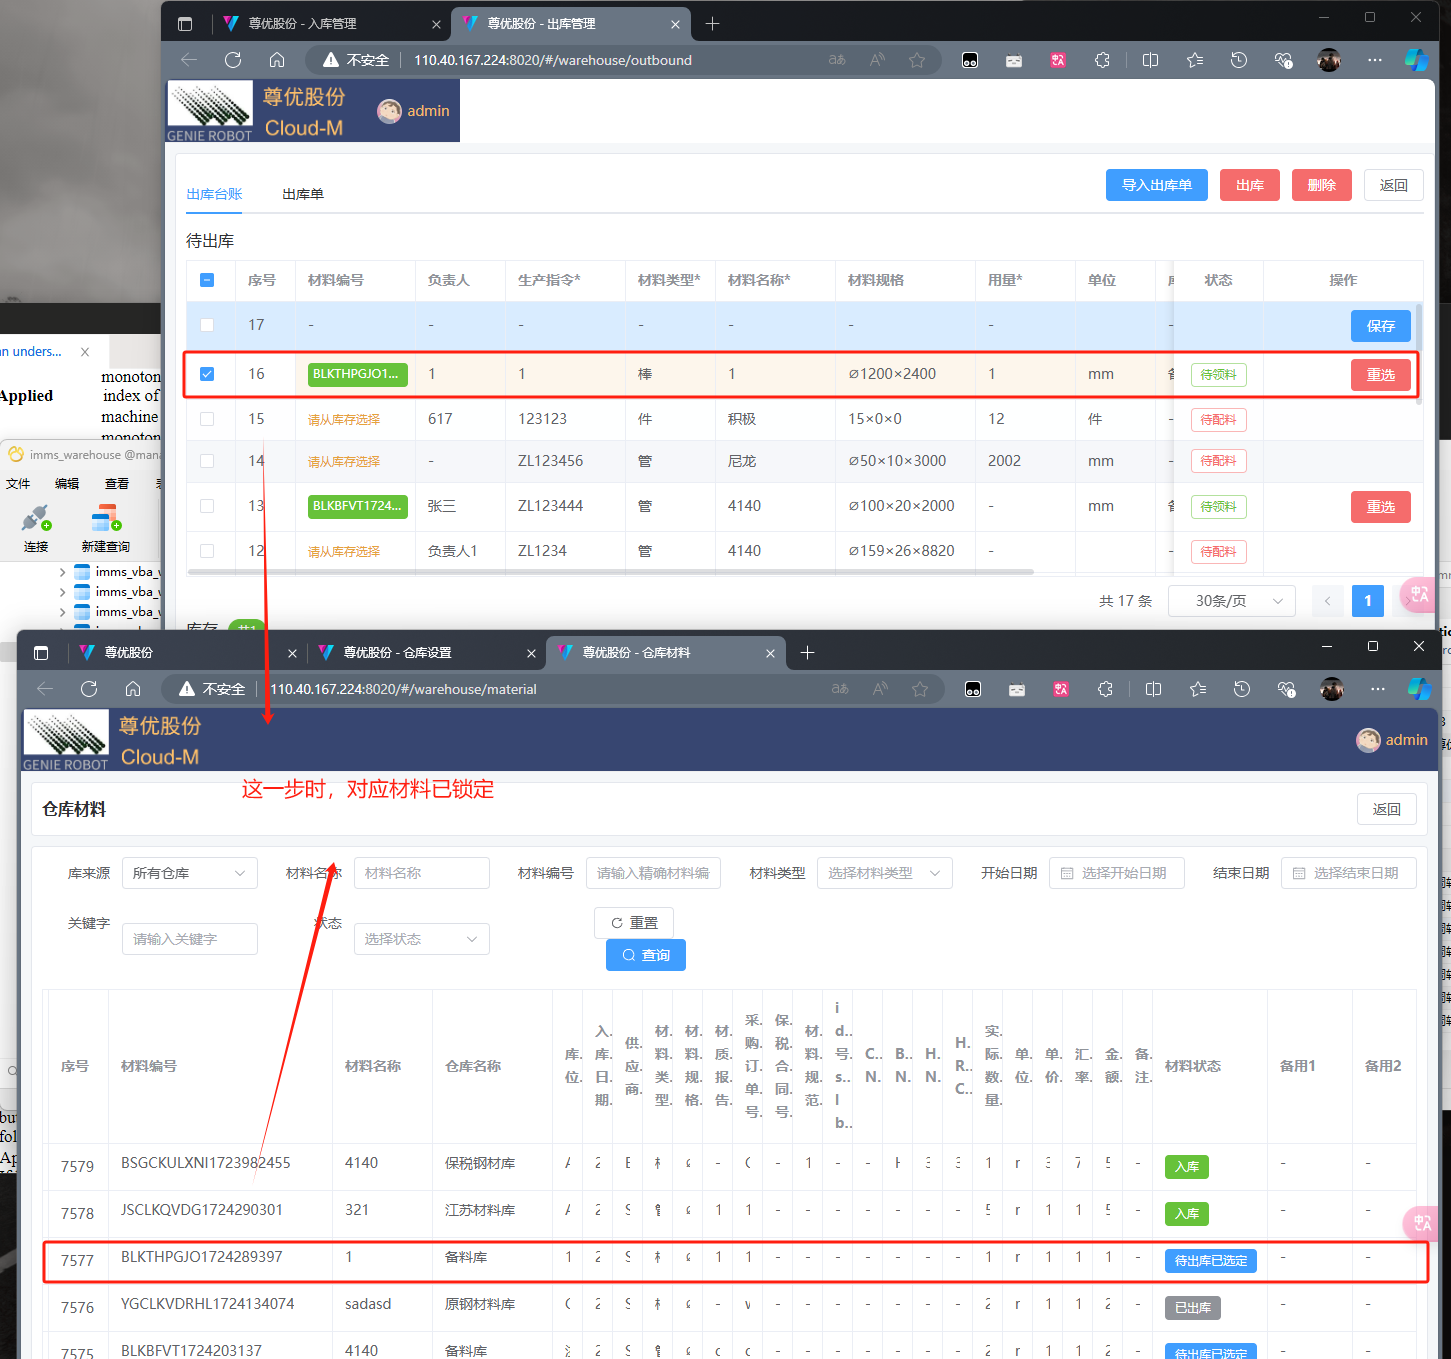 尊优股份 - 入库管理
尊优股份 - 出库管理
不安全
110.40.167.224:8020/#/warehouse/outbound
GENIE ROBOT
尊优股份
Cloud-M
admin
出库台账
出库单
导入出库单
出库
删除
返回
待出库
序号 材料编号 负责人 生产指令* 材料类型* 材料名称* 材料规格 用量* 单位 状态 操作
17 - - - - - - - 保存
16 BLKTHPGJO1... 1 1 棒 1 ∅1200×2400 1 mm 待领料 重选
15 请从库存选择 617 123123 件 积极 15×0×0 12 件 - 待配料
14 请从库存选择 - ZL123456 管 尼龙 ∅50×10×3000 2002 mm 待配料
13 BLKBFVT1724... 张三 ZL123444 管 4140 ∅100×20×2000 - mm 待领料 重选
12 请从库存选择 负责人1 ZL1234 管 4140 ∅159×26×8820 - 待配料
共 17 条
30条/页
1
an unders...
Applied
monoton
index of
machine
monoton
imms_warehouse @mana
文件 编辑 查看
连接 新建查询
imms_vba_v
imms_vba_v
imms_vba_v
尊优股份
尊优股份 - 仓库设置
尊优股份 - 仓库材料
不安全
110.40.167.224:8020/#/warehouse/material
GENIE ROBOT
尊优股份
Cloud-M
admin
这一步时，对应材料已锁定
仓库材料
返回
库来源 所有仓库 材料名称 材料名称 材料编号 请输入精确材料编 材料类型 选择材料类型 开始日期 选择开始日期 结束日期 选择结束日期
关键字 请输入关键字 状态 选择状态 重置
查询
序号 材料编号 材料名称 仓库名称 库.位. 入.库.日.期. 供.应.商. 材.料.类.型. 材.料.规.格. 材.质.报.告. 采.购.订.单.号. 保.税.合.同.号. 材.料.规.范. id..号.s..lb.. C..N. B..N. H.N. H.R..C.. 实.际.数.量. 单.位. 单.价. 汇.率. 金.额. 备.注. 材料状态 备用1 备用2
7579 BSGCKULXNI1723982455 4140 保税钢材库 入库 - -
7578 JSCLKQVDG1724290301 321 江苏材料库 入库 - -
7577 BLKTHPGJO1724289397 1 备料库 待出库已选定 - -
7576 YGCLKVDRHL1724134074 sadasd 原钢材料库 已出库 - -
7575 BLKBFVT1724203137 4140 备料库 待出库已选定 - -